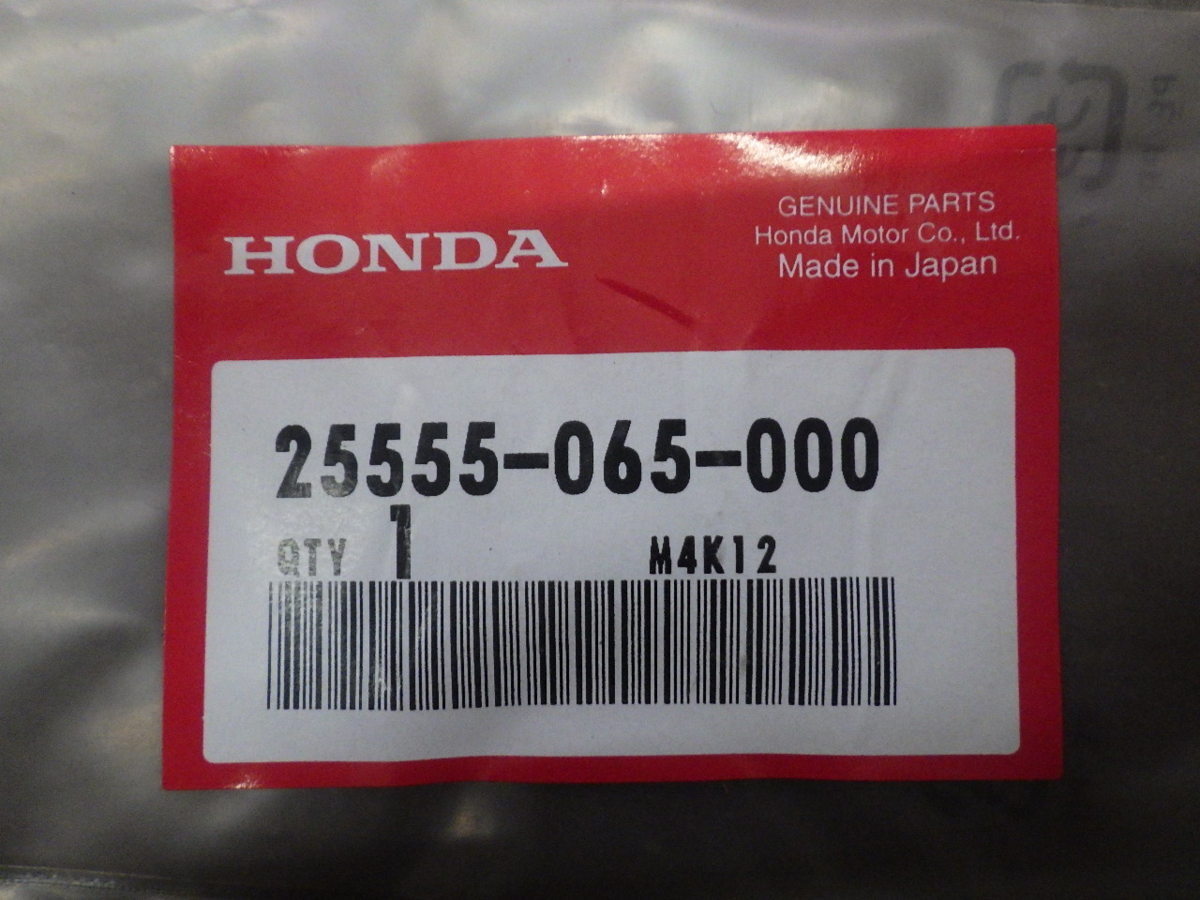 HONDA
GENUINE PARTS
Honda Motor Co., Ltd.
Made in Japan
25555-065-000
QTY 1 M4K12